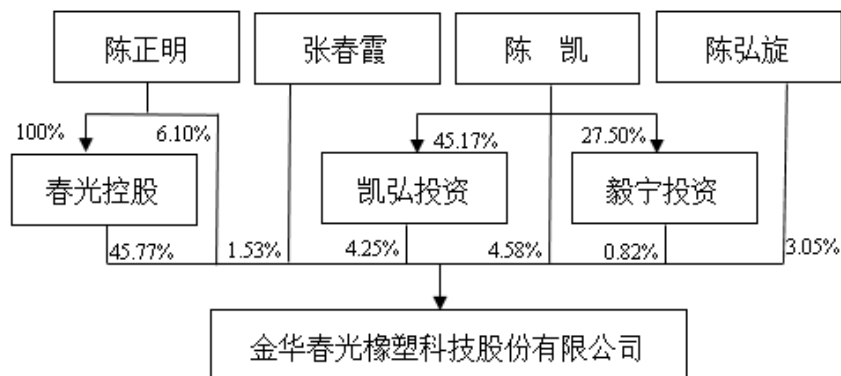 陈正明 张春霞 陈 凯 陈弘旋
100% 6.10% 45.17% 27.50%
春光控股 凯弘投资 毅宁投资
45.77% 1.53% 4.25% 4.58% 0.82% 3.05%
金华春光橡塑科技股份有限公司